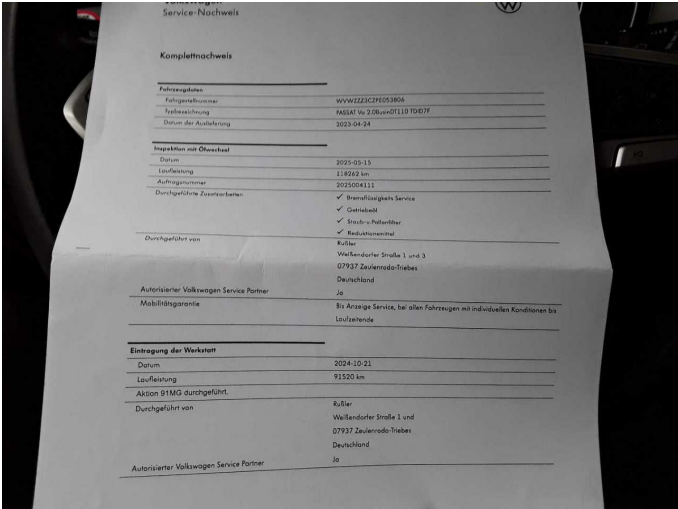 Volkswagen
Service-Nachweis
Komplettnachweis
Fahrzeugdaten
Fahrgestellnummer WVWZZZ3CZPE053806
Typbezeichnung PASSAT Va 2.0BusinDT110 TDID7F
Datum der Auslieferung 2023-04-24
Inspektion mit Ölwechsel
Datum 2025-05-15
Laufleistung 118262 km
Auftragsnummer 2025004111
Durchgeführte Zusatzarbeiten ✓ Bremsflüssigkeits Service
✓ Getriebeöl
✓ Staub-u.Pollenfilter
✓ Reduktionsmittel
Durchgeführt von Rußler
Weißendorfer Straße 1 und 3
07937 Zeulenroda-Triebes
Deutschland
Autorisierter Volkswagen Service Partner Ja
Mobilitätsgarantie Bis Anzeige Service, bei allen Fahrzeugen mit individuellen Konditionen bis
Laufzeitende
Eintragung der Werkstatt
Datum 2024-10-21
Laufleistung 91520 km
Aktion 91MG durchgeführt.
Durchgeführt von Rußler
Weißendorfer Straße 1 und
07937 Zeulenroda-Triebes
Deutschland
Autorisierter Volkswagen Service Partner Ja